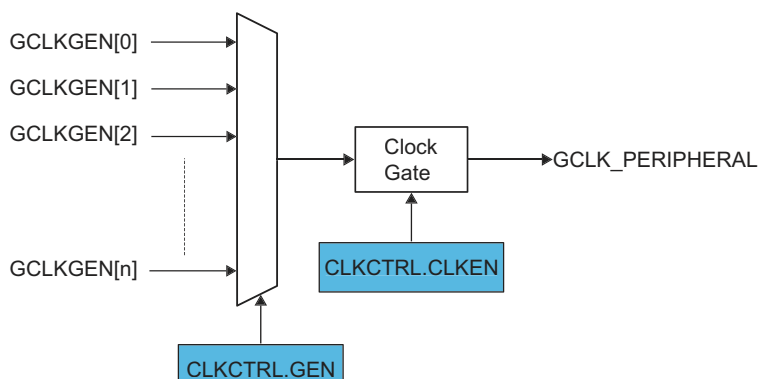 GCLKGEN[0]
GCLKGEN[1]
GCLKGEN[2]
Clock
Gate
GCLK_PERIPHERAL
GCLKGEN[n]
CLKCTRL.CLKEN
CLKCTRL.GEN